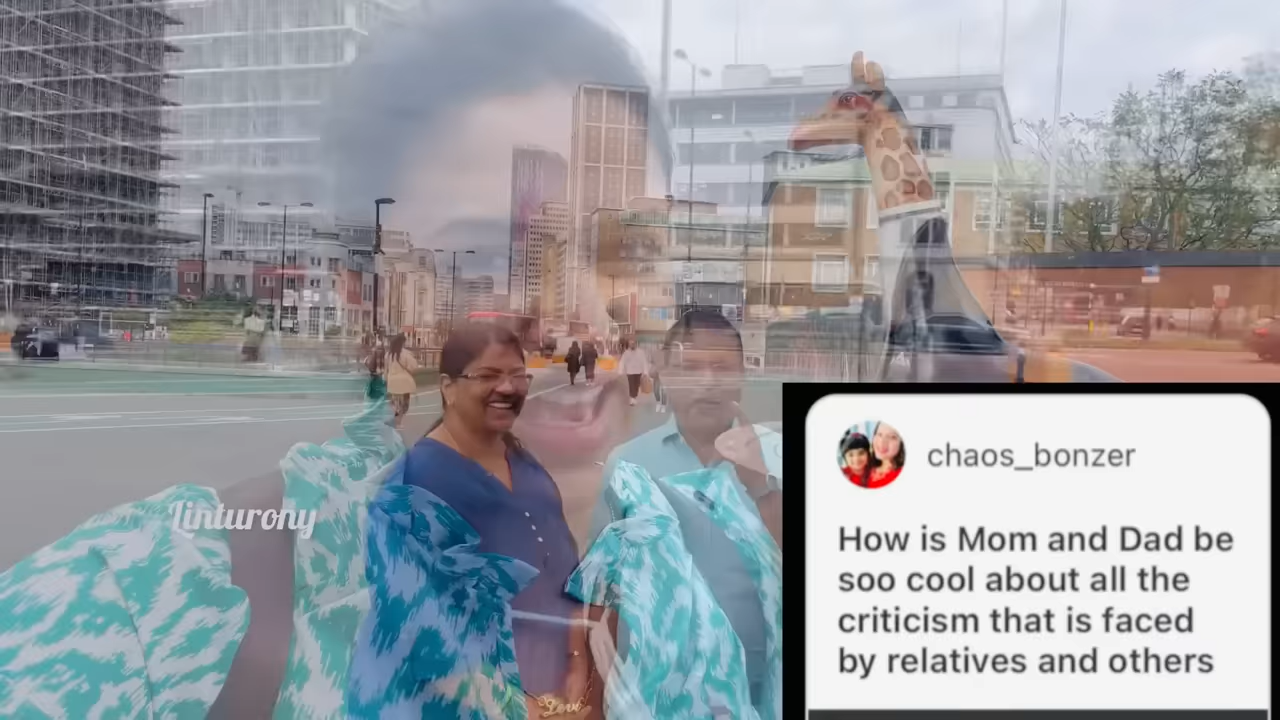 Linturony
chaos_bonzer
How is Mom and Dad be
soo cool about all the
criticism that is faced
by relatives and others